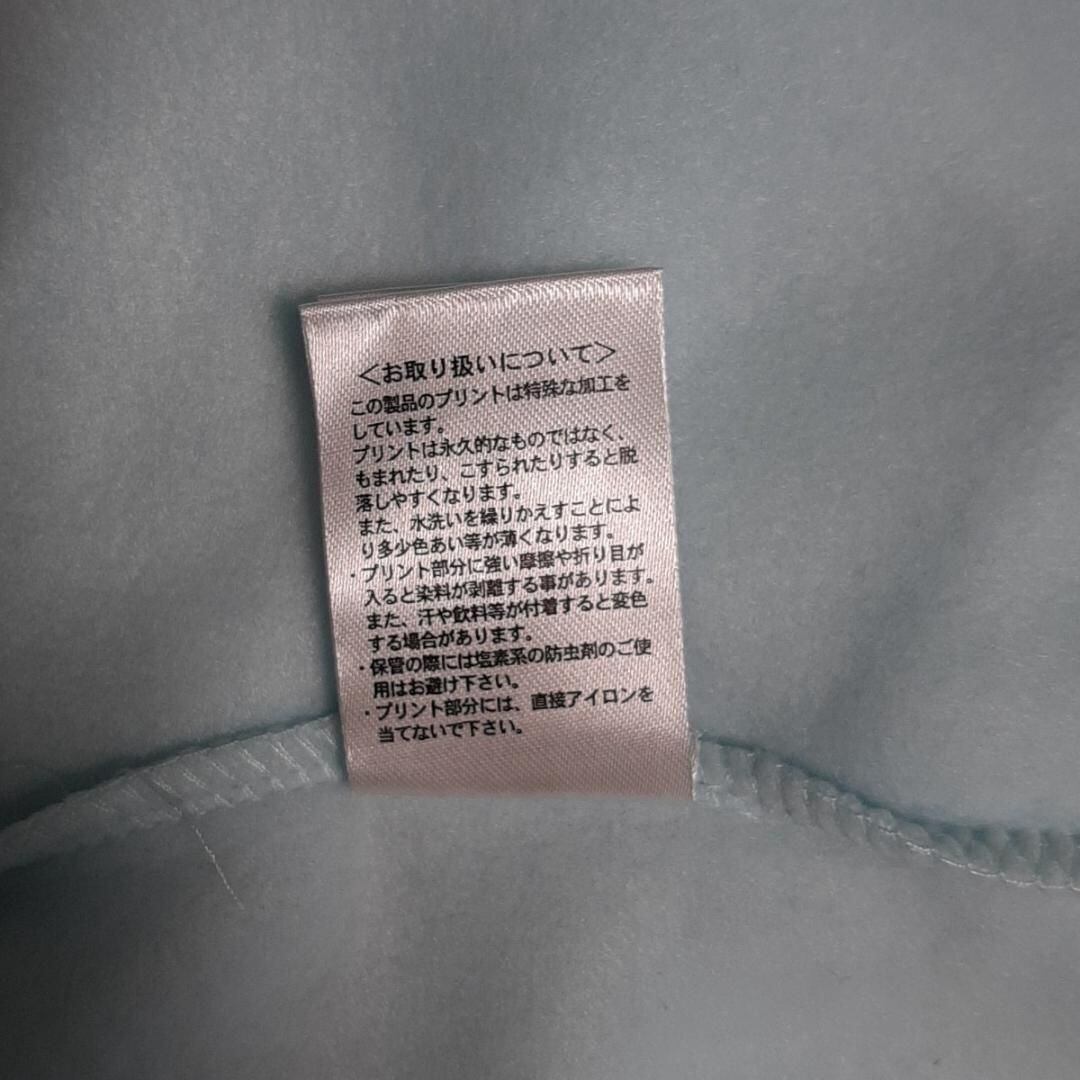 ＜お取り扱いについて＞
この製品のプリントは特殊な加工を
しています。
プリントは永久的なものではなく、
もまれたり、こすられたりすると脱
落しやすくなります。
また、水洗いを繰りかえすことによ
り多少色あい等が薄くなります。
・プリント部分に強い摩擦や折り目が
入ると染料が剥離する事があります。
また、汗や飲料等が付着すると変色
する場合があります。
・保管の際には塩素系の防虫剤のご使
用はお避け下さい。
・プリント部分には、直接アイロンを
当てないで下さい。